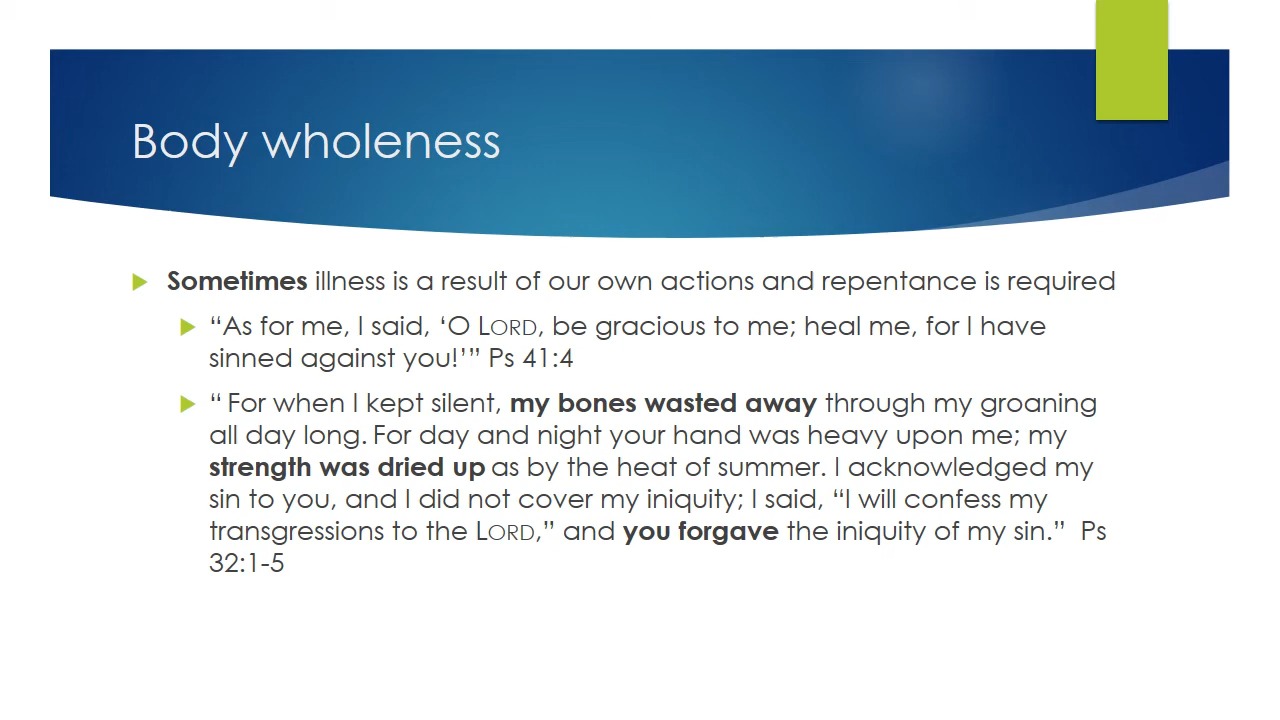 Body wholeness
Sometimes illness is a result of our own actions and repentance is required
“As for me, I said, ‘O LORD, be gracious to me; heal me, for I have
sinned against you!’” Ps 41:4
“ For when I kept silent, my bones wasted away through my groaning
all day long. For day and night your hand was heavy upon me; my
strength was dried up as by the heat of summer. I acknowledged my
sin to you, and I did not cover my iniquity; I said, “I will confess my
transgressions to the LORD,” and you forgave the iniquity of my sin.”  Ps
32:1-5